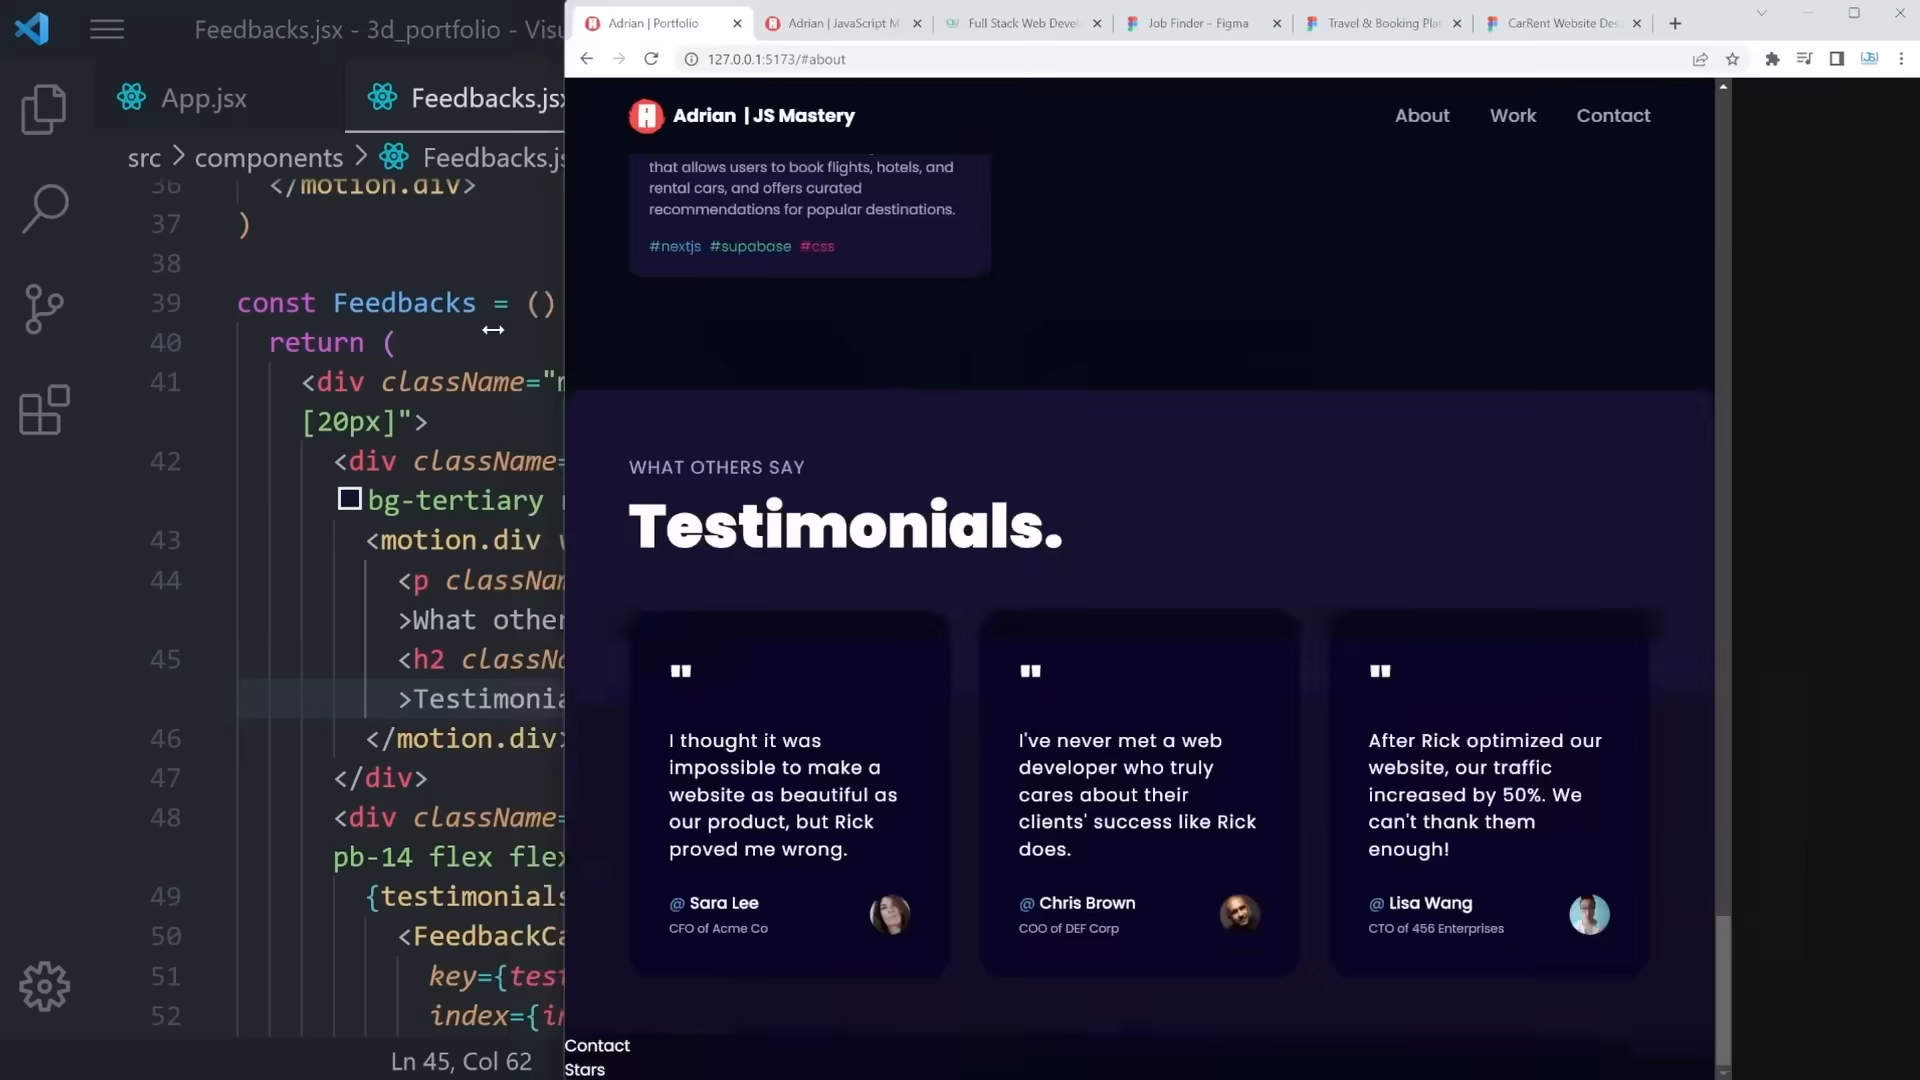 Feedbacks.jsx - 3d_portfolio - Visu
App.jsx
Feedbacks.jsx
src > components > Feedbacks.js
36 </motion.div>
37 )
38
39 const Feedbacks = ()
40 return (
41 <div className="m
[20px]">
42 <div className=
bg-tertiary
43 <motion.div
44 <p classNam
>What other
45 <h2 classNa
>Testimonia
46 </motion.div>
47 </div>
48 <div className=
pb-14 flex flex
49 {testimonials
50 <FeedbackCa
51 key={test
52 index={in
Ln 45, Col 62
Adrian | Portfolio
Adrian | JavaScript M
Full Stack Web Devel
Job Finder – Figma
Travel & Booking Pla
CarRent Website Des
127.0.0.1:5173/#about
Adrian | JS Mastery
About
Work
Contact
that allows users to book flights, hotels, and
rental cars, and offers curated
recommendations for popular destinations.
#nextjs #supabase #css
WHAT OTHERS SAY
Testimonials.
"
I thought it was
impossible to make a
website as beautiful as
our product, but Rick
proved me wrong.
@ Sara Lee
CFO of Acme Co
"
I've never met a web
developer who truly
cares about their
clients' success like Rick
does.
@ Chris Brown
COO of DEF Corp
"
After Rick optimized our
website, our traffic
increased by 50%. We
can't thank them
enough!
@ Lisa Wang
CTO of 456 Enterprises
Contact
Stars